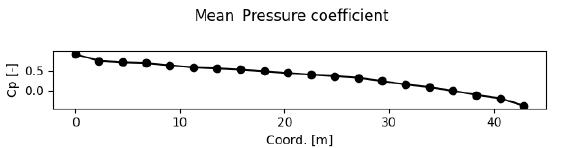 Mean Pressure coefficient
Cp [-]
0.5
0.0
0 10 20 30 40
Coord. [m]